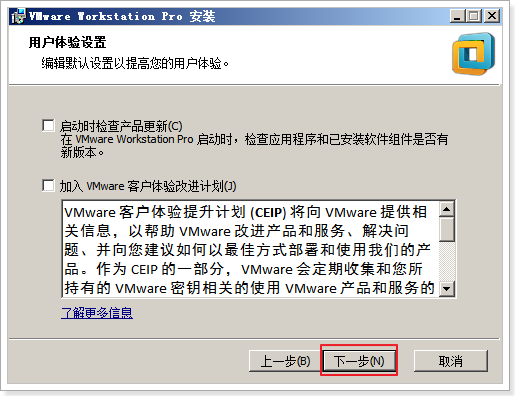 VMware Workstation Pro 安装
用户体验设置
编辑默认设置以提高您的用户体验。
启动时检查产品更新(C)
在 VMware Workstation Pro 启动时，检查应用程序和已安装软件组件是否有
新版本。
加入 VMware 客户体验改进计划(J)
VMware 客户体验提升计划 (CEIP) 将向 VMware 提供相
关信息，以帮助 VMware 改进产品和服务、解决问
题、并向您建议如何以最佳方式部署和使用我们的产
品。作为 CEIP 的一部分，VMware 会定期收集和您所
持有的 VMware 密钥相关的使用 VMware 产品和服务的
了解更多信息
上一步(B)
下一步(N)
取消